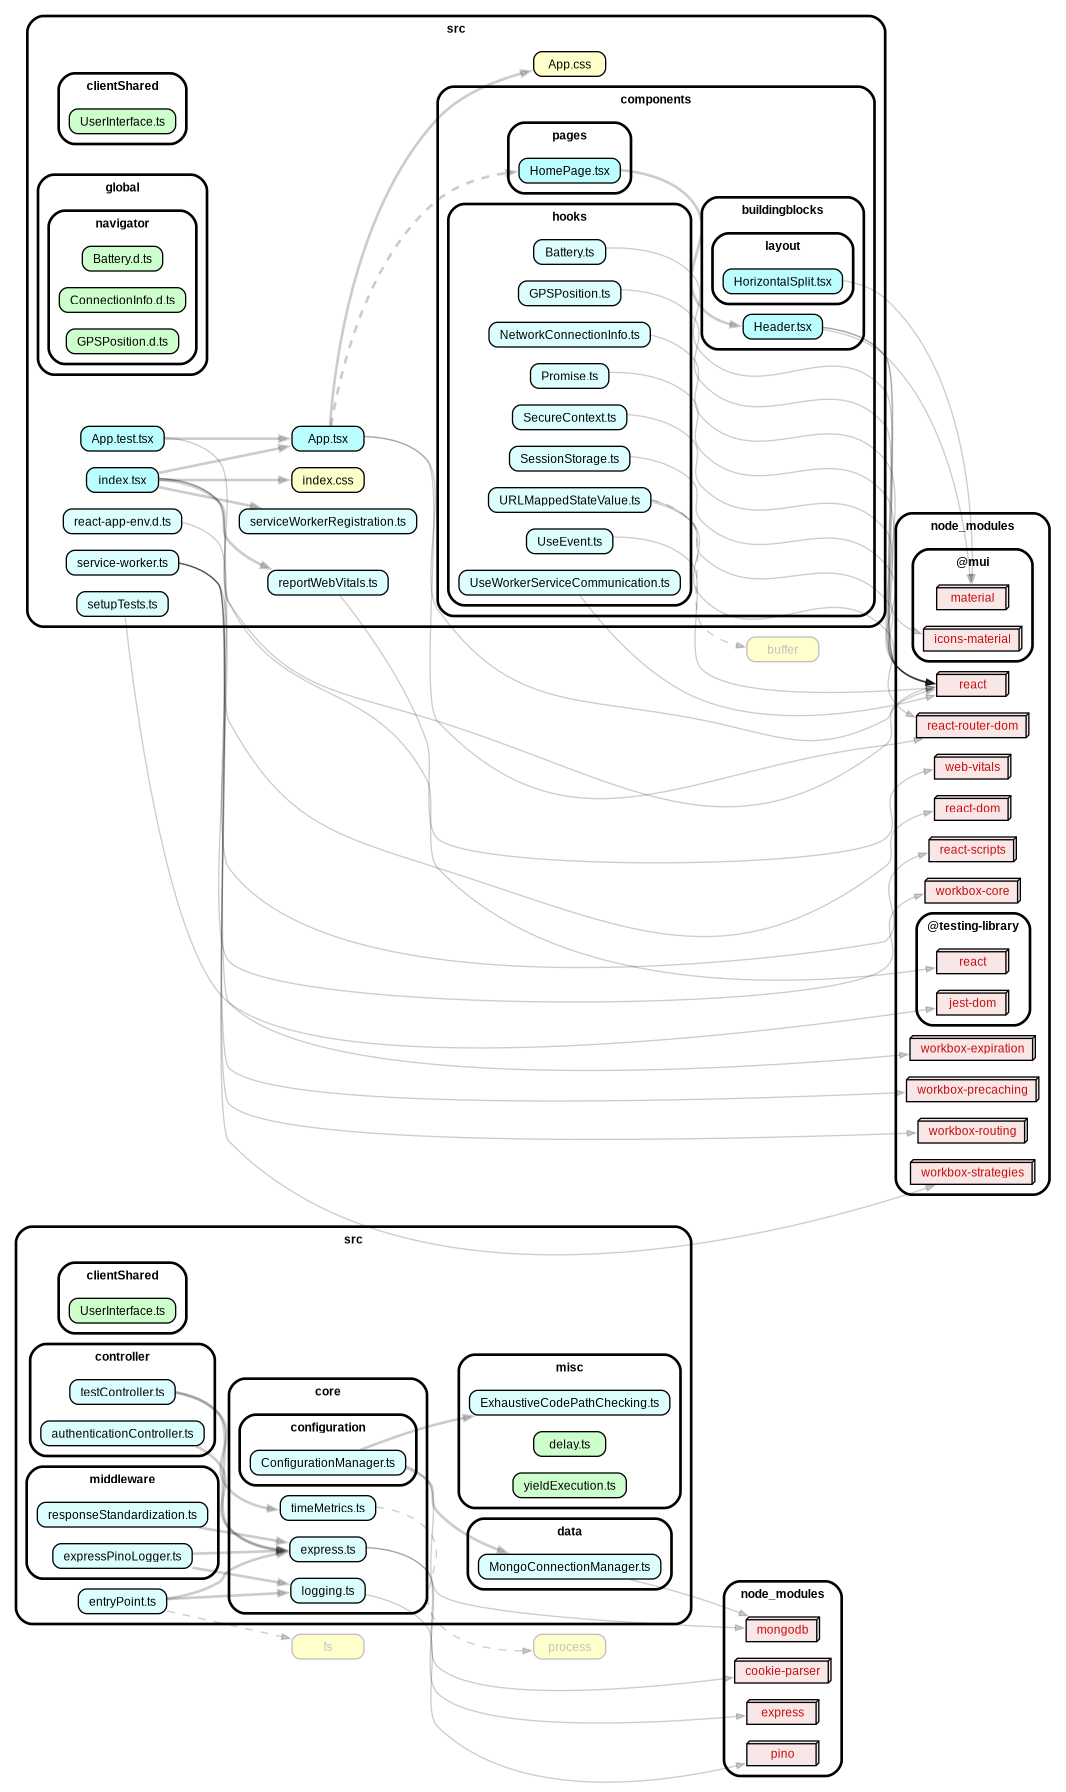 src
App.css
clientShared
UserInterface.ts
components
pages
HomePage.tsx
global
navigator
Battery.d.ts
ConnectionInfo.d.ts
GPSPosition.d.ts
hooks
Battery.ts
GPSPosition.ts
NetworkConnectionInfo.ts
Promise.ts
SecureContext.ts
SessionStorage.ts
URLMappedStateValue.ts
UseEvent.ts
UseWorkerServiceCommunication.ts
buildingblocks
layout
HorizontalSplit.tsx
Header.tsx
App.test.tsx
index.tsx
react-app-env.d.ts
service-worker.ts
setupTests.ts
App.tsx
index.css
serviceWorkerRegistration.ts
reportWebVitals.ts
buffer
node_modules
@mui
material
icons-material
react
react-router-dom
web-vitals
react-dom
react-scripts
workbox-core
@testing-library
react
jest-dom
workbox-expiration
workbox-precaching
workbox-routing
workbox-strategies
src
clientShared
UserInterface.ts
controller
testController.ts
authenticationController.ts
middleware
responseStandardization.ts
expressPinoLogger.ts
entryPoint.ts
core
configuration
ConfigurationManager.ts
timeMetrics.ts
express.ts
logging.ts
misc
ExhaustiveCodePathChecking.ts
delay.ts
yieldExecution.ts
data
MongoConnectionManager.ts
fs
process
node_modules
mongodb
cookie-parser
express
pino